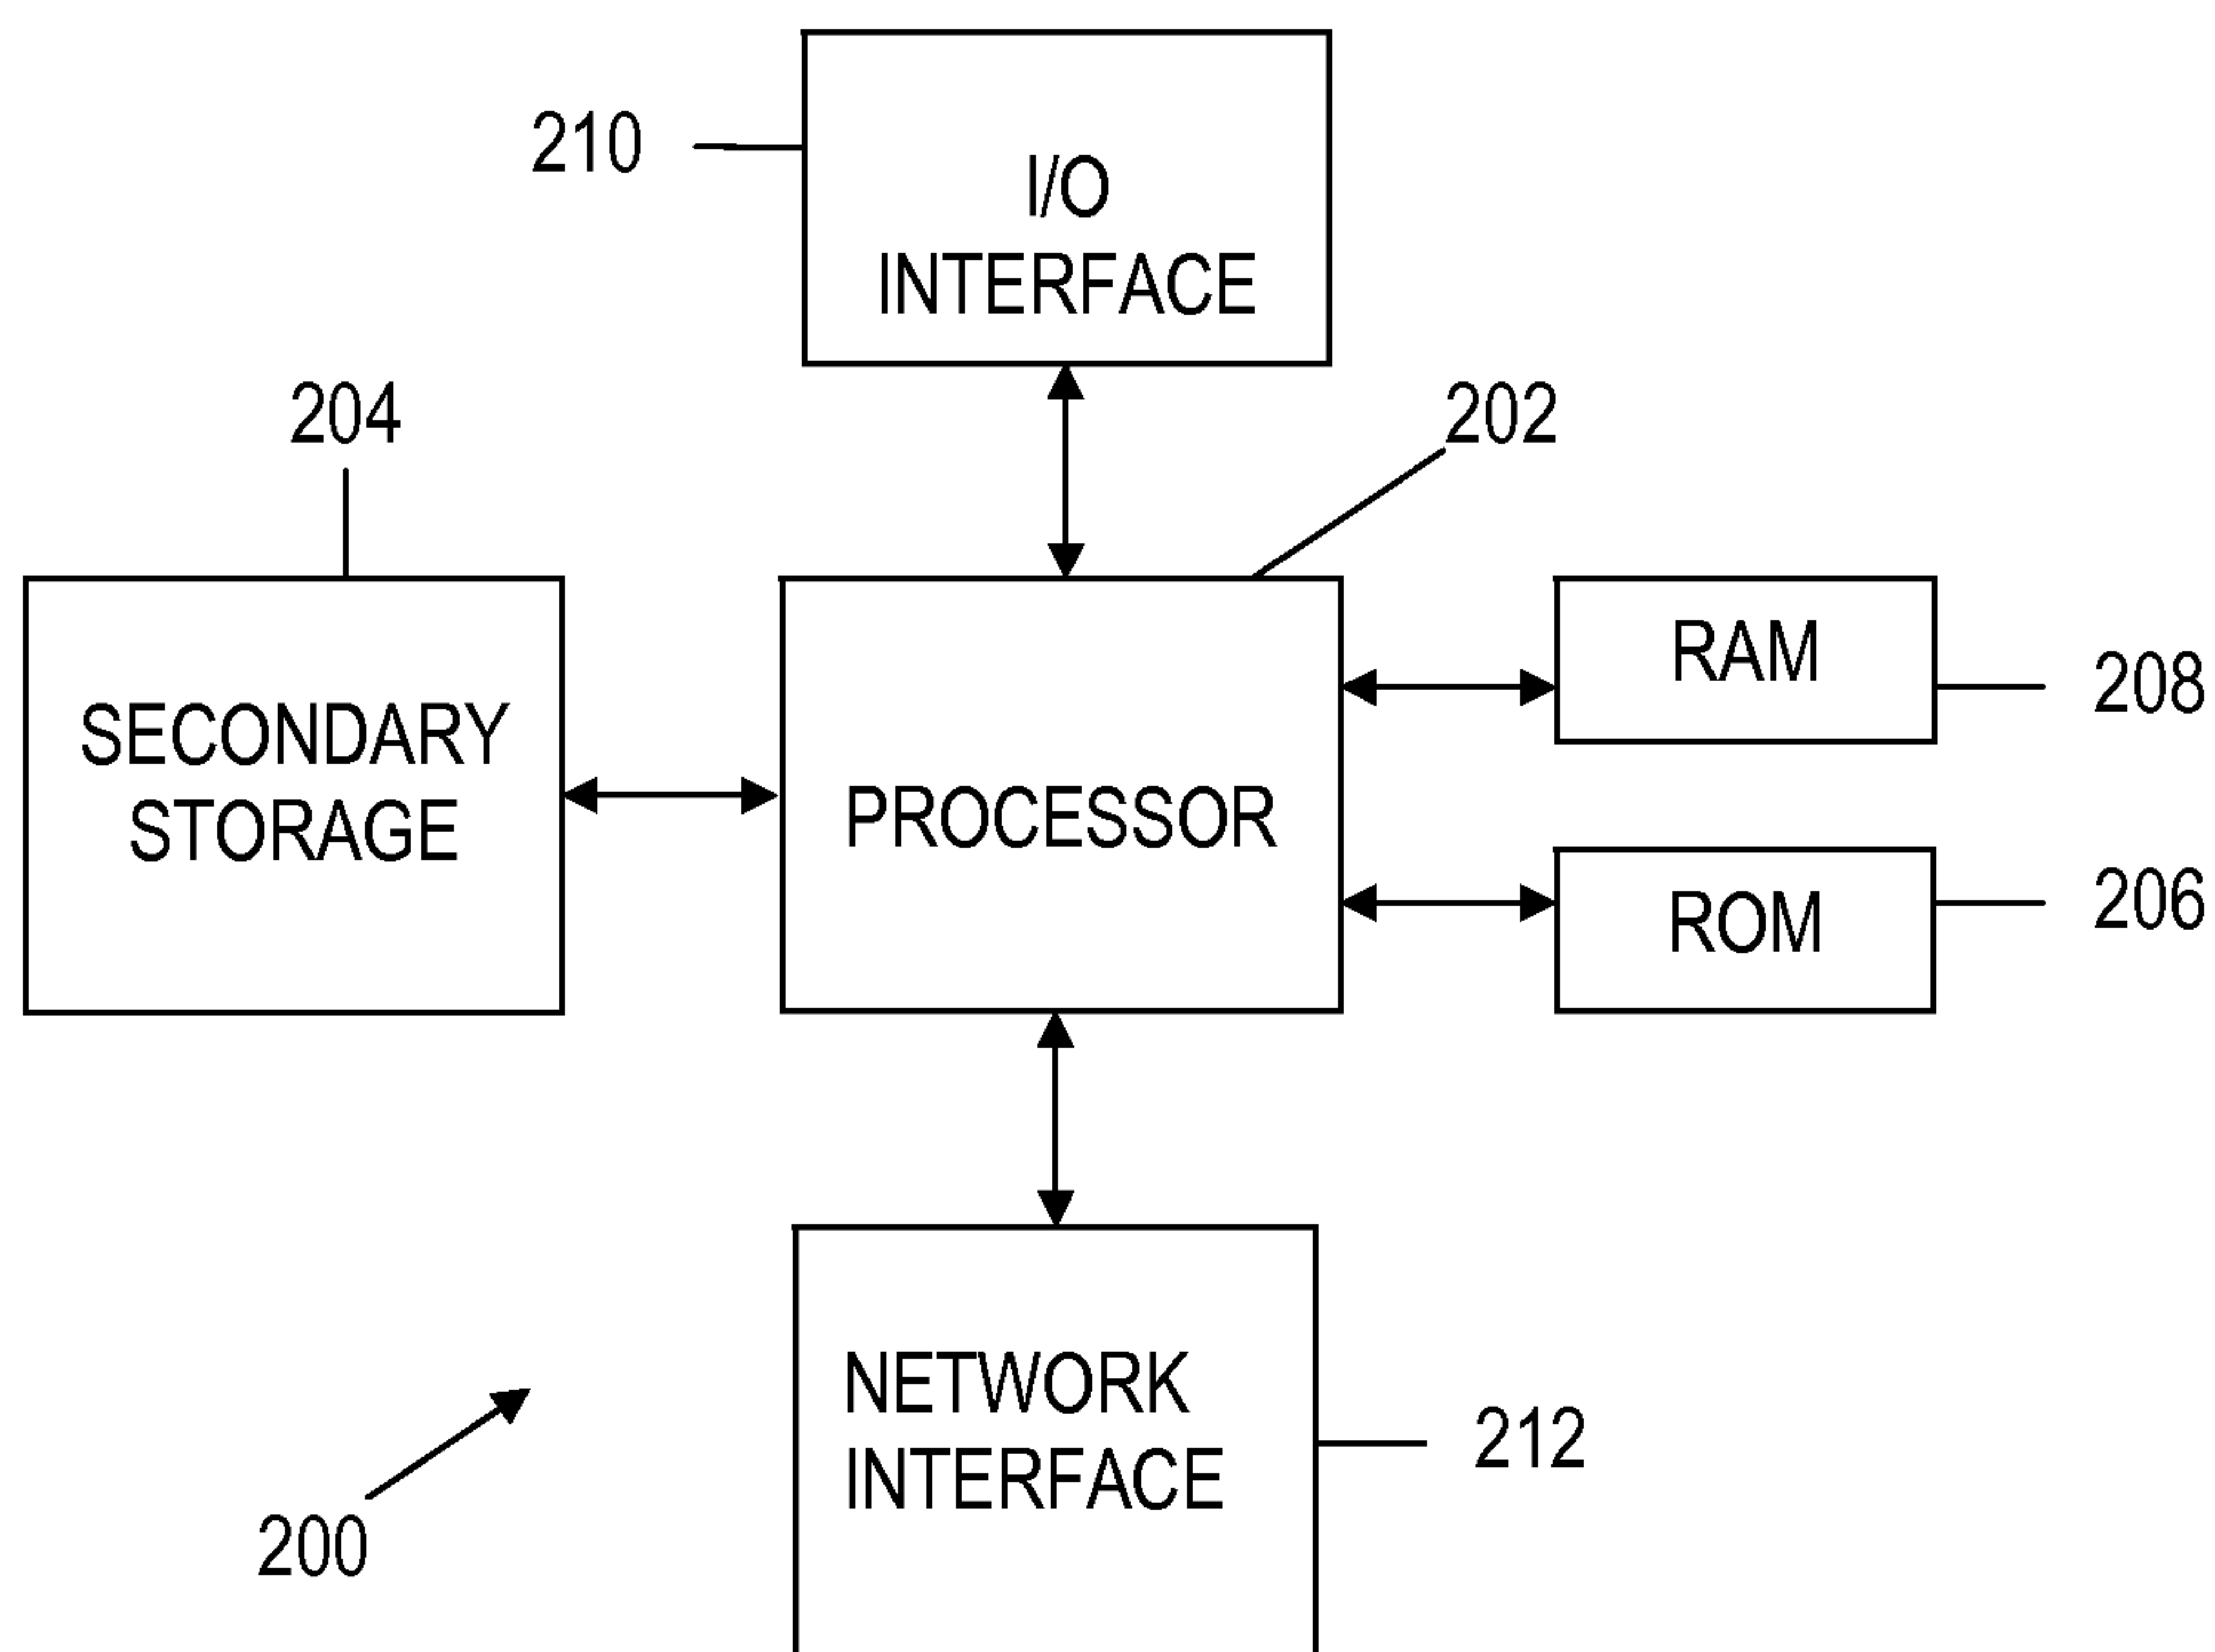 210
I/O
INTERFACE
204
202
SECONDARY
STORAGE
PROCESSOR
RAM
208
ROM
206
NETWORK
INTERFACE
212
200